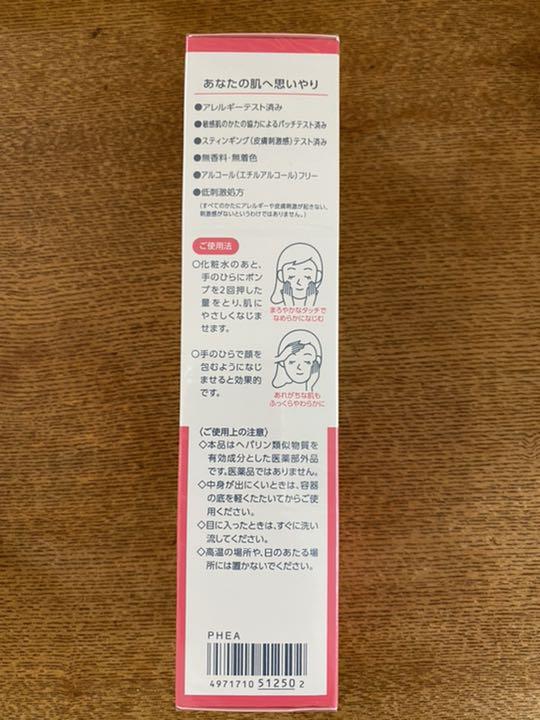 あなたの肌へ思いやり
●アレルギーテスト済み
●敏感肌のかたの協力によるパッチテスト済み
●スティンギング(皮膚刺激感)テスト済み
●無香料・無着色
●アルコール(エチルアルコール)フリー
●低刺激処方
(すべてのかたにアレルギーや皮膚刺激が起きない、
刺激感がないというわけではありません。)
ご使用法
○化粧水のあと、
手のひらにポン
プを2回押した
量をとり、肌に
やさしくなじま
せます。
まろやかなタッチで
なめらかになじむ
○手のひらで顔を
包むようになじ
ませると効果的
です。
あれがちな肌も
ふっくらやわらかに
〈ご使用上の注意〉
◇本品はヘパリン類似物質を
有効成分とした医薬部外品
です。医薬品ではありません。
◇中身が出にくいときは、容器
の底を軽くたたいてからご使
用ください。
◇目に入ったときは、すぐに洗い
流してください。
◇高温の場所や、日のあたる場
所には置かないでください。
PHEA
4971710 51250 2